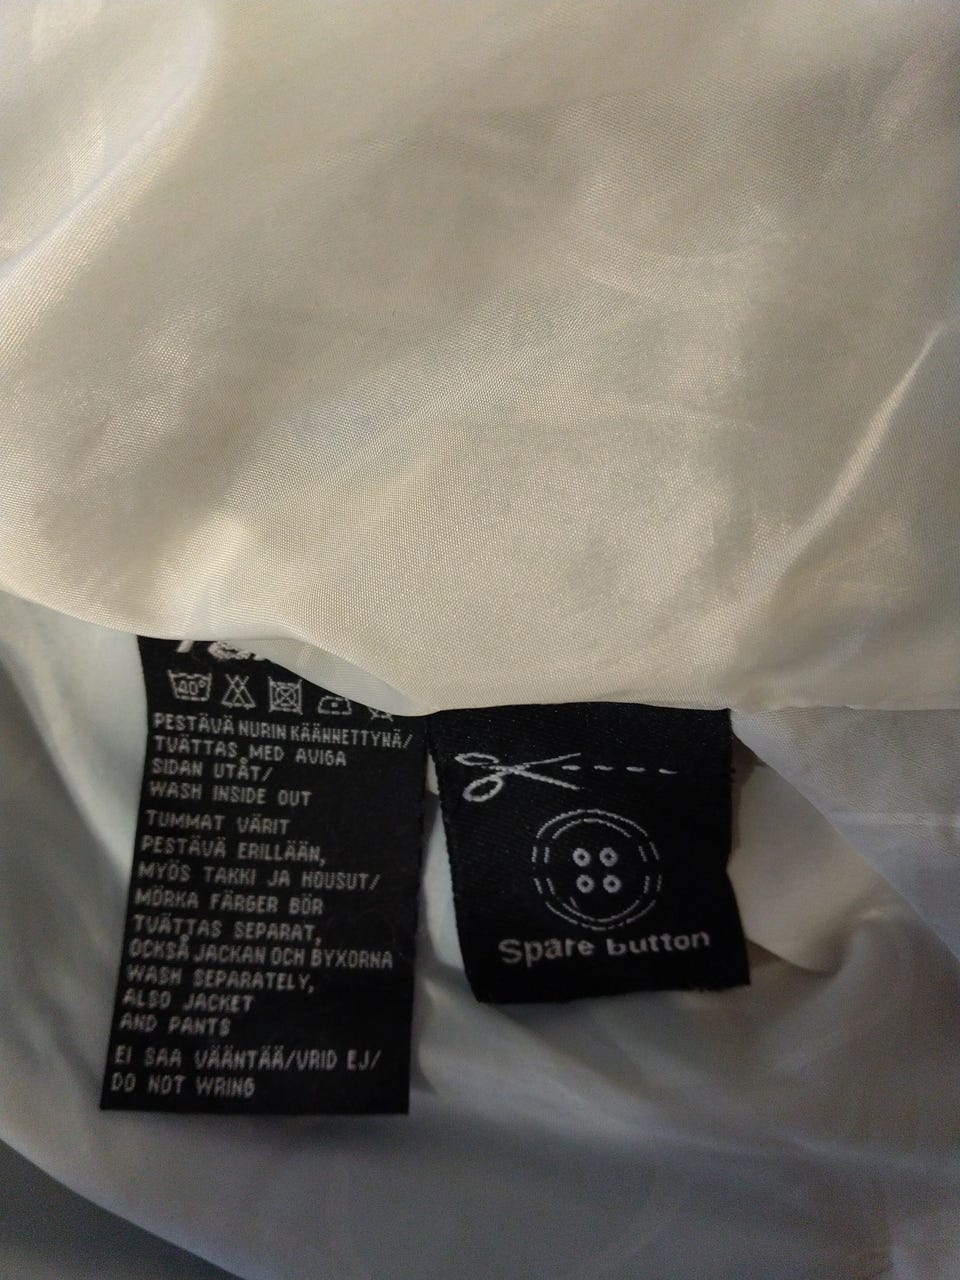 40°
PESTÄVÄ NURIN KÄÄNNETTYNÄ/
TVÄTTAS MED AVIGA
SIDAN UTÅT/
WASH INSIDE OUT
TUMMAT VÄRIT
PESTÄVÄ ERILLÄÄN,
MYÖS TAKKI JA HOUSUT/
MÖRKA FÄRGER BÖR
TVÄTTAS SEPARAT,
OCKSÅ JACKAN OCH BYXORNA
WASH SEPARATELY,
ALSO JACKET
AND PANTS
EI SAA VÄÄNTÄÄ/VRID EJ/
DO NOT WRING
Spare button